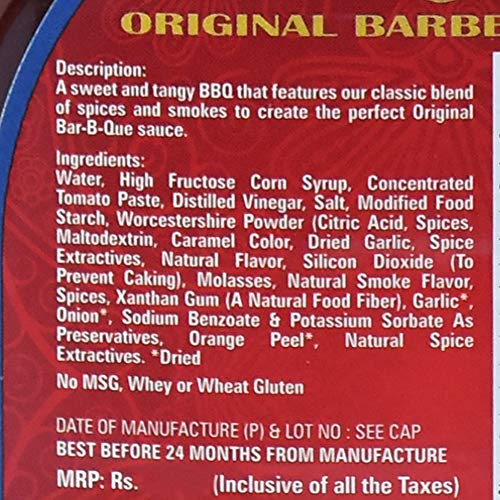 ORIGINAL BARBE
Description:
A sweet and tangy BBQ that features our classic blend
of spices and smokes to create the perfect Original
Bar-B-Que sauce.
Ingredients:
Water, High Fructose Corn Syrup, Concentrated
Tomato Paste, Distilled Vinegar, Salt, Modified Food
Starch, Worcestershire Powder (Citric Acid, Spices,
Maltodextrin, Caramel Color, Dried Garlic, Spice
Extractives, Natural Flavor, Silicon Dioxide (To
Prevent Caking), Molasses, Natural Smoke Flavor,
Spices, Xanthan Gum (A Natural Food Fiber), Garlic*,
Onion*, Sodium Benzoate & Potassium Sorbate As
Preservatives, Orange Peel*, Natural Spice
Extractives. *Dried
No MSG, Whey or Wheat Gluten
DATE OF MANUFACTURE (P) & LOT NO : SEE CAP
BEST BEFORE 24 MONTHS FROM MANUFACTURE
MRP: Rs. (Inclusive of all the Taxes)